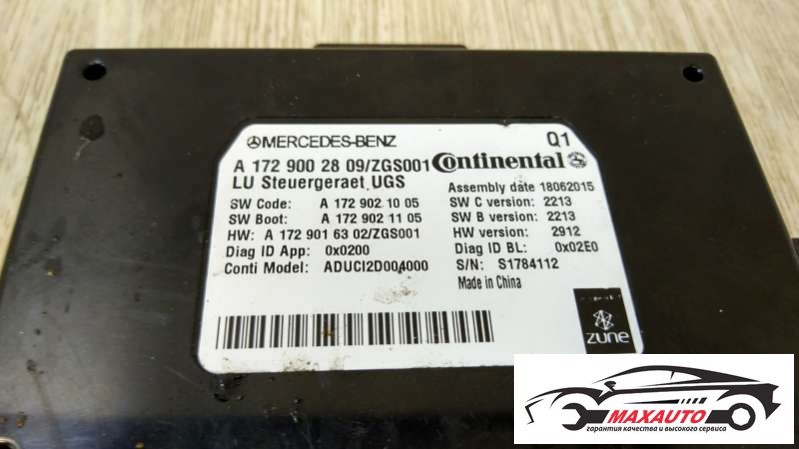 MERCEDES-BENZ Q1
A 172 900 28 09/ZGS001 Continental
LU Steuergeraet UGS
Assembly date 18062015
SW Code: A 172 902 10 05
SW C version: 2213
SW Boot: A 172 902 11 05
SW B version: 2213
HW: A 172 901 63 02/ZGS001
HW version: 2912
Diag ID App: 0x0200
Diag ID BL: 0x02E0
Conti Model: ADUCI2D004000
S/N: S1784112
Made in China
zune
MAXAUTO
гарантия качества и высокого сервиса